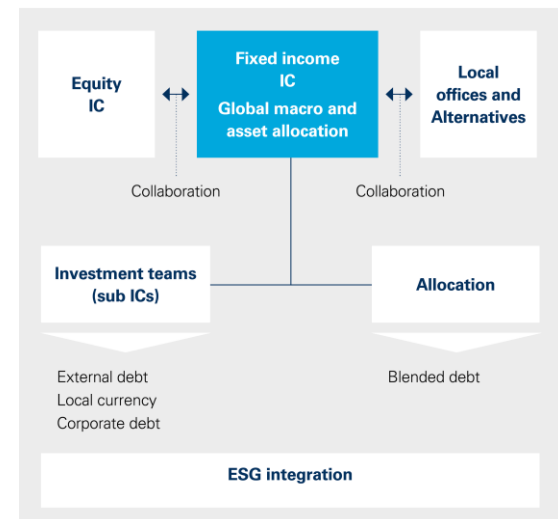 Equity
IC
Fixed income
IC
Global macro and
asset allocation
Local
offices and
Alternatives
Collaboration
Collaboration
Investment teams
(sub ICs)
Allocation
External debt
Local currency
Corporate debt
Blended debt
ESG integration